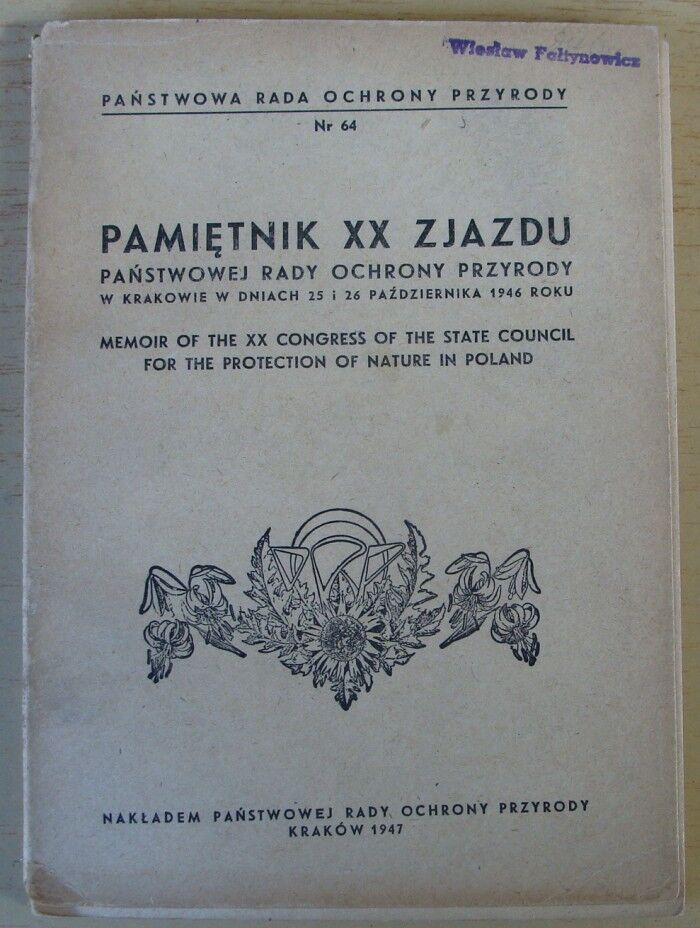 Wiesław Fałtynowicz
PAŃSTWOWA RADA OCHRONY PRZYRODY
Nr 64
PAMIĘTNIK XX ZJAZDU
PAŃSTWOWEJ RADY OCHRONY PRZYRODY
W KRAKOWIE W DNIACH 25 i 26 PAŹDZIERNIKA 1946 ROKU
MEMOIR OF THE XX CONGRESS OF THE STATE COUNCIL
FOR THE PROTECTION OF NATURE IN POLAND
NAKŁADEM PAŃSTWOWEJ RADY OCHRONY PRZYRODY
KRAKÓW 1947